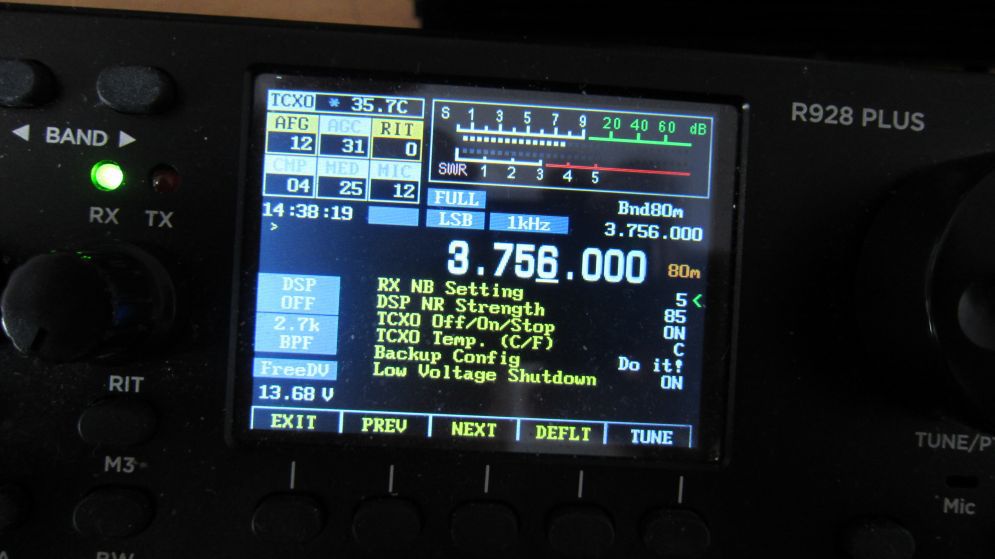 R928 PLUS
◄ BAND ►
RX TX
RIT
M3
BW
TUNE/P
Mic
TCXO * 35.7C
AFG AGC RIT
12 31 0
CMP MED MIC
04 25 12
S 1 3 5 7 9 20 40 60 dB
SWR 1 2 3 4 5
14:38:19
>
FULL
LSB 1kHz
Bnd80m
3.756.000
3.756.000 80m
DSP
OFF
2.7k
BPF
FreeDV
13.68 V
RX NB Setting 5 <
DSP NR Strength 85
TCXO Off/On/Stop ON
TCXO Temp. (C/F) C
Backup Config Do it!
Low Voltage Shutdown ON
EXIT PREV NEXT DEFLT TUNE